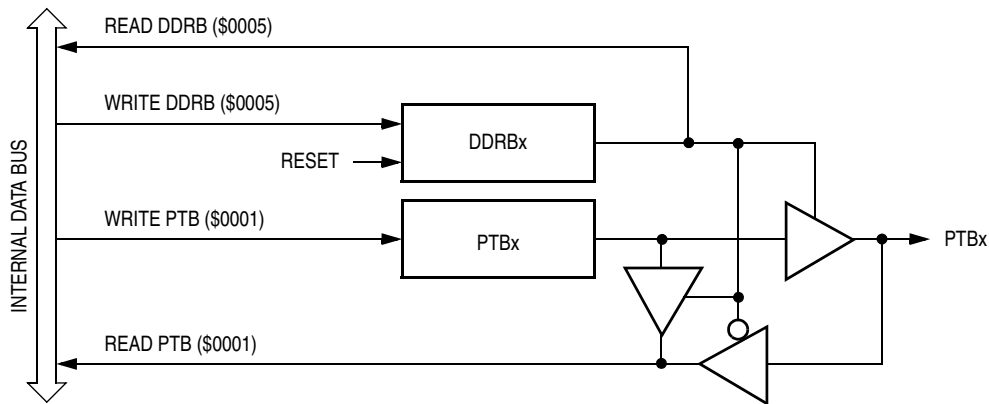 READ DDRB ($0005)
WRITE DDRB ($0005)
DDRBx
RESET
WRITE PTB ($0001)
PTBx
PTBx
READ PTB ($0001)
INTERNAL DATA BUS